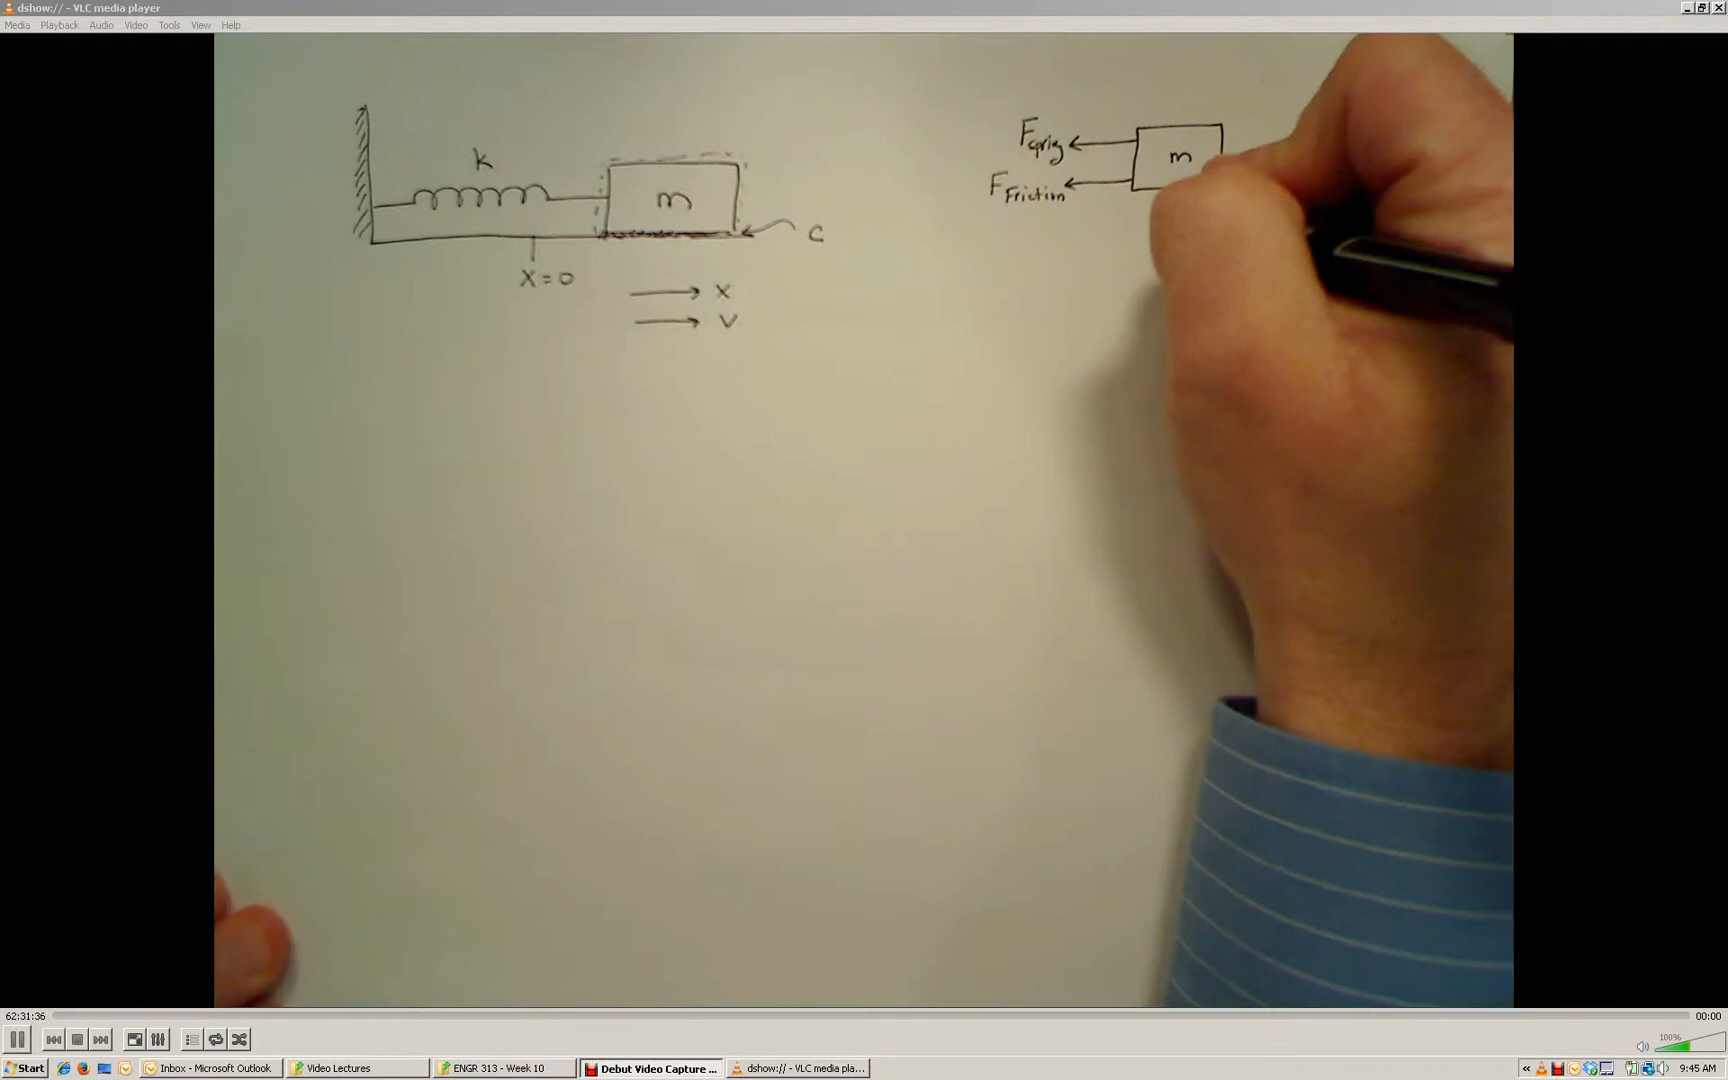 dshow:// - VLC media player
Media Playback Audio Video Tools View Help
k
m
c
x=0
x
v
Fsprig
FFriction
m
62:31:36
00:00
100%
Start
Inbox - Microsoft Outlook
Video Lectures
ENGR 313 - Week 10
Debut Video Capture ...
dshow:// - VLC media pla...
«
9:45 AM